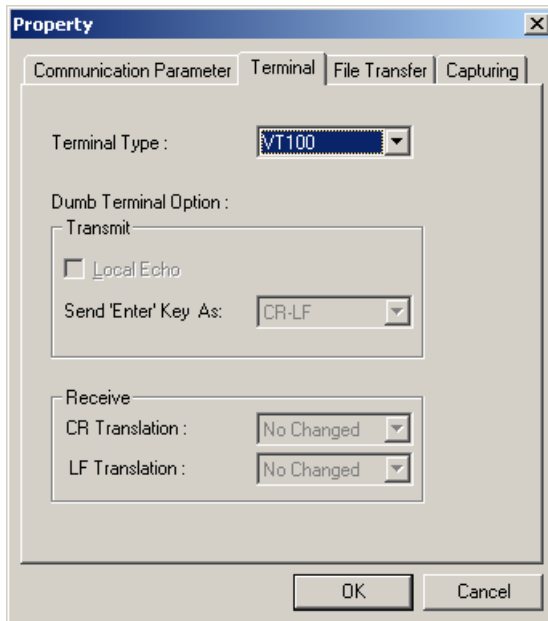 Property
Communication Parameter Terminal File Transfer Capturing
Terminal Type : VT100
Dumb Terminal Option :
Transmit
Local Echo
Send 'Enter' Key As: CR-LF
Receive
CR Translation : No Changed
LF Translation : No Changed
OK Cancel